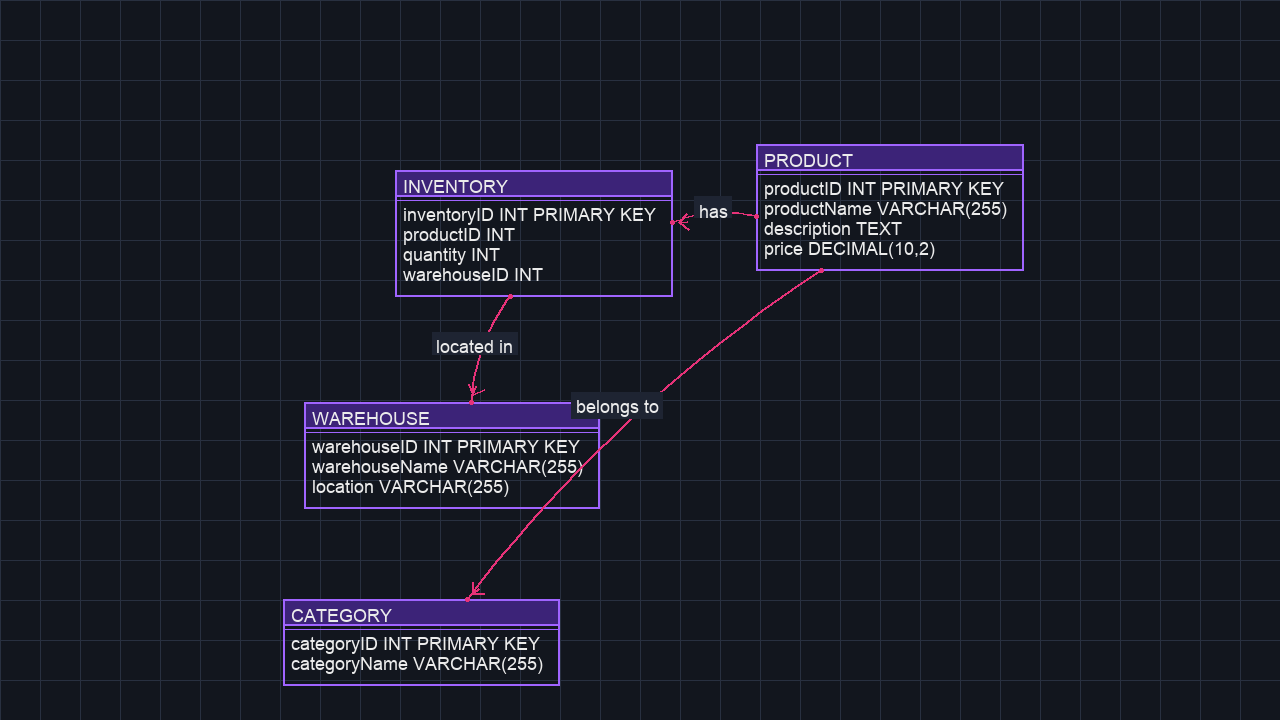 PRODUCT
productID INT PRIMARY KEY
productName VARCHAR(255)
description TEXT
price DECIMAL(10,2)
INVENTORY
inventoryID INT PRIMARY KEY
productID INT
quantity INT
warehouseID INT
has
located in
belongs to
WAREHOUSE
warehouseID INT PRIMARY KEY
warehouseName VARCHAR(255)
location VARCHAR(255)
CATEGORY
categoryID INT PRIMARY KEY
categoryName VARCHAR(255)